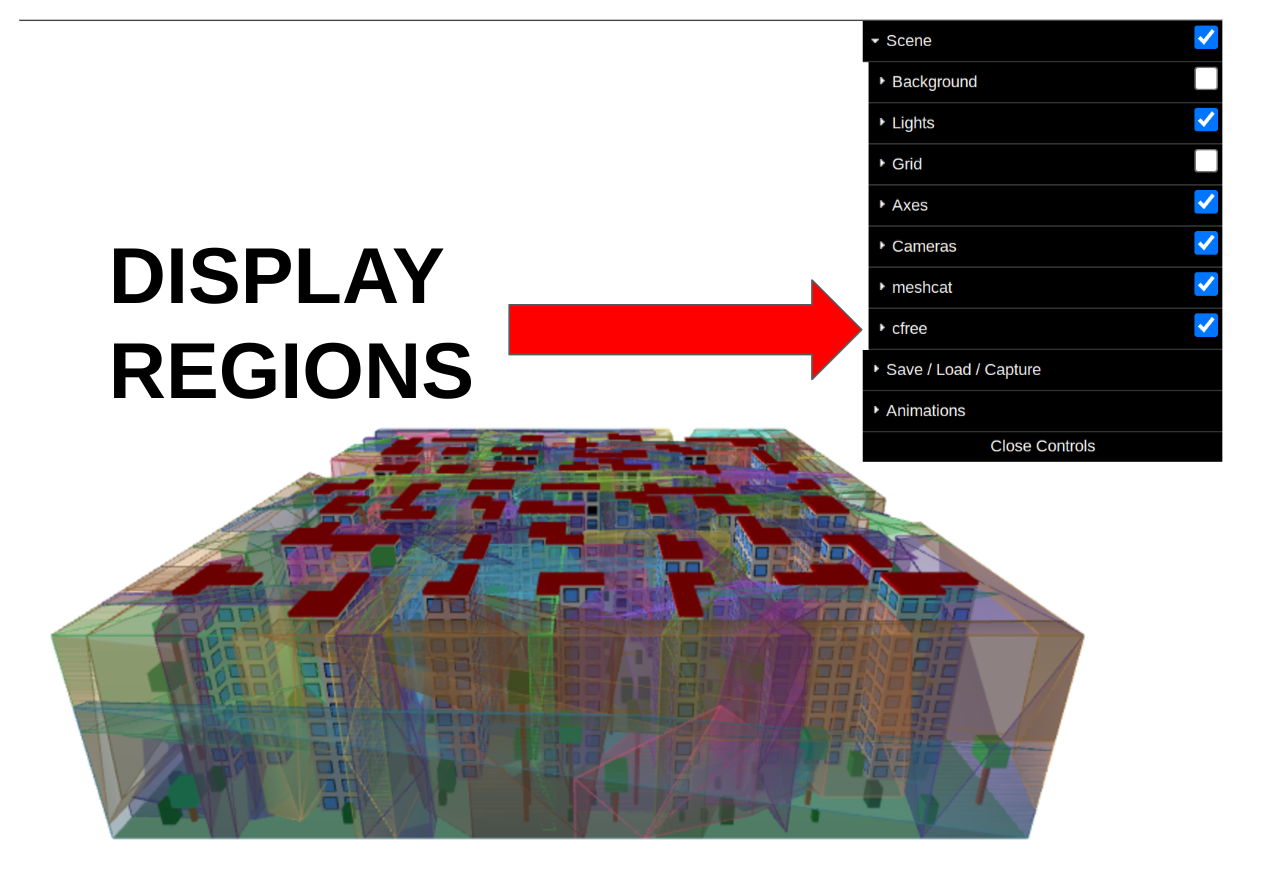 Scene
Background
Lights
Grid
Axes
Cameras
meshcat
cfree
Save / Load / Capture
Animations
Close Controls
DISPLAY
REGIONS